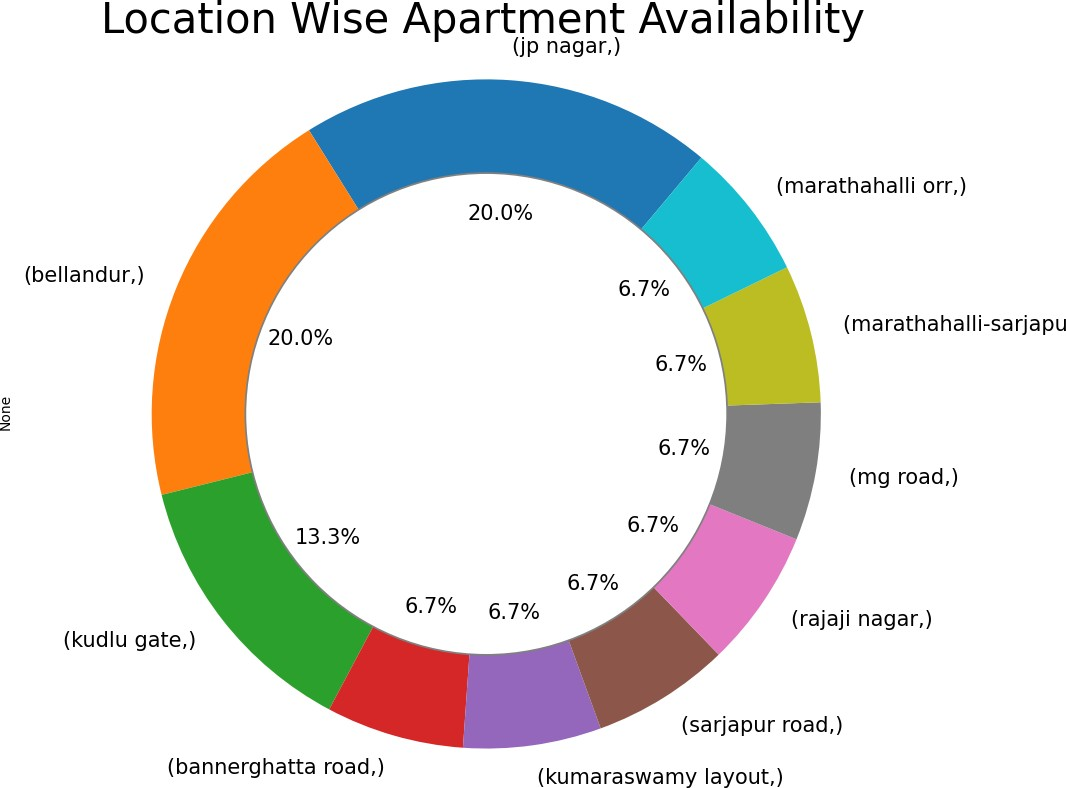 Location Wise Apartment Availability
(jp nagar,)
(marathahalli orr,)
20.0%
(bellandur,)
6.7%
(marathahalli-sarjapu
20.0%
6.7%
None
6.7%
(mg road,)
6.7%
13.3%
6.7%
6.7%
6.7%
(rajaji nagar,)
(kudlu gate,)
(sarjapur road,)
(bannerghatta road,)
(kumaraswamy layout,)